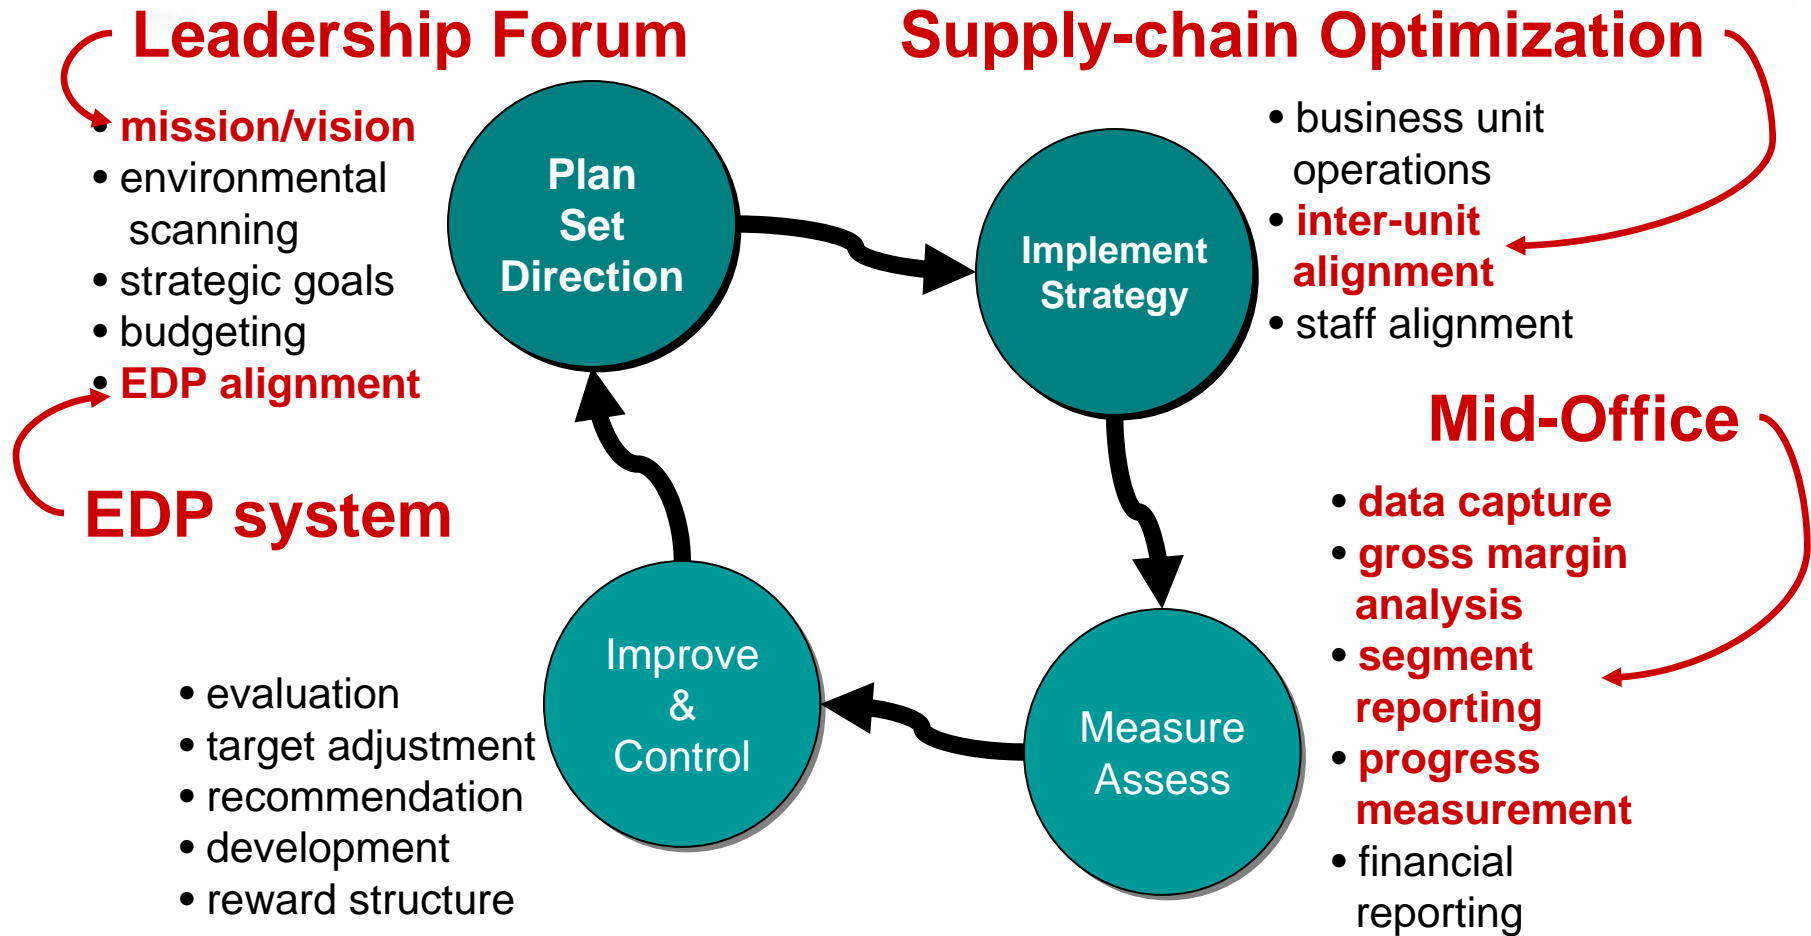 Leadership Forum
• mission/vision
• environmental
scanning
• strategic goals
• budgeting
• EDP alignment
EDP system
Plan
Set
Direction
Supply-chain Optimization
• business unit
operations
• inter-unit
alignment
• staff alignment
Implement
Strategy
Mid-Office
• data capture
• gross margin
analysis
• segment
reporting
• progress
measurement
• financial
reporting
Measure
Assess
Improve
&
Control
• evaluation
• target adjustment
• recommendation
• development
• reward structure